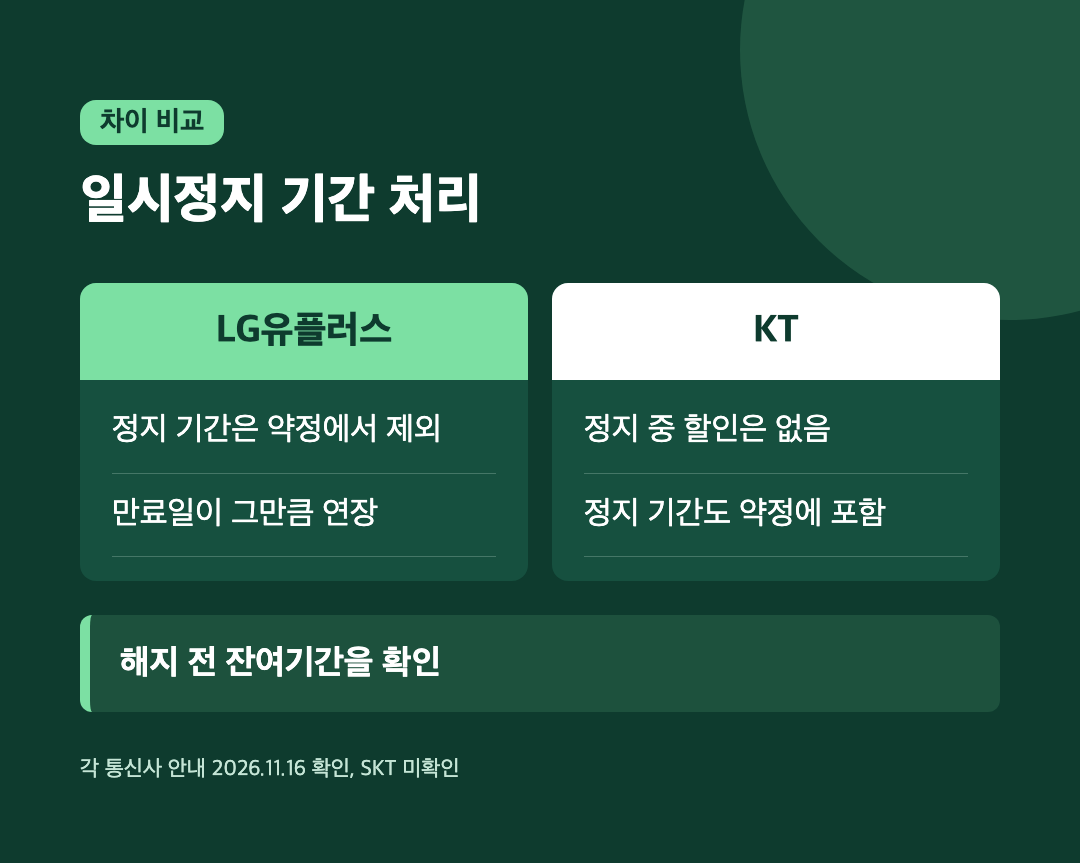 차이 비교
일시정지 기간 처리
LG유플러스
정지 기간은 약정에서 제외
만료일이 그만큼 연장
KT
정지 중 할인은 없음
정지 기간도 약정에 포함
해지 전 잔여기간을 확인
각 통신사 안내 2026.11.16 확인, SKT 미확인